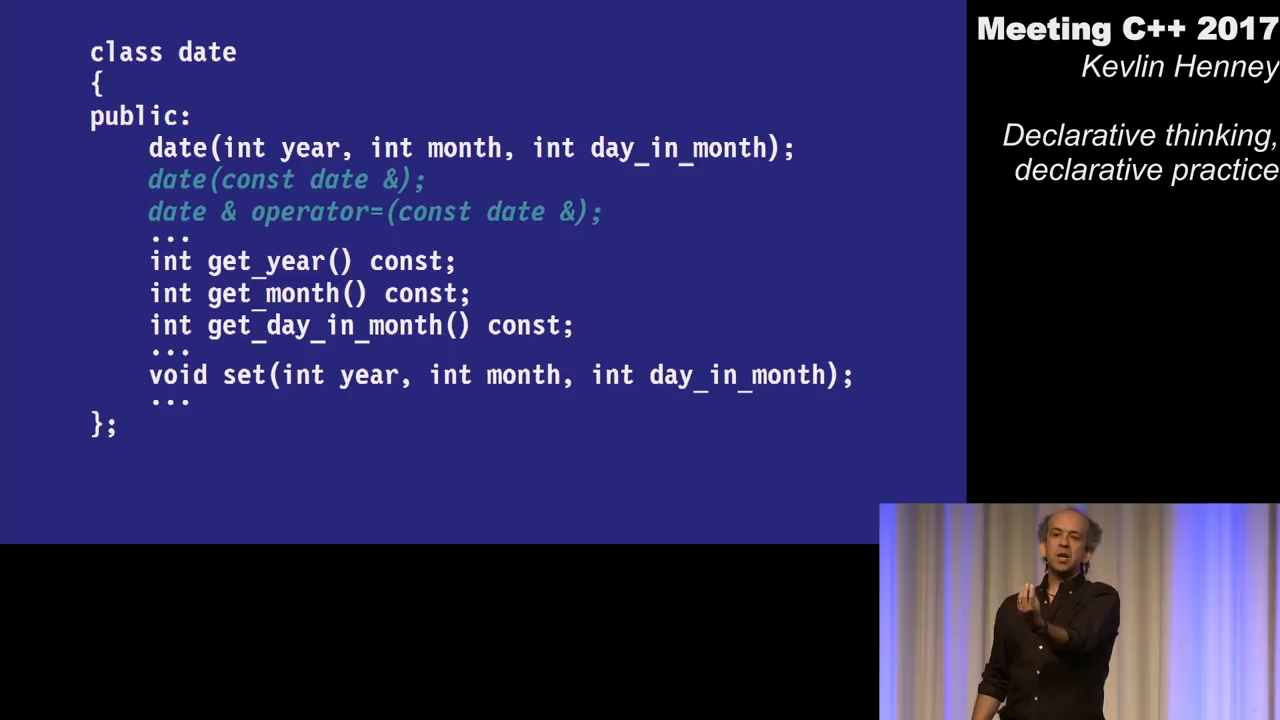 class date
{
public:
date(int year, int month, int day_in_month);
date(const date &);
date & operator=(const date &);
...
int get_year() const;
int get_month() const;
int get_day_in_month() const;
...
void set(int year, int month, int day_in_month);
...
};
Meeting C++ 2017
Kevlin Henney
Declarative thinking,
declarative practice